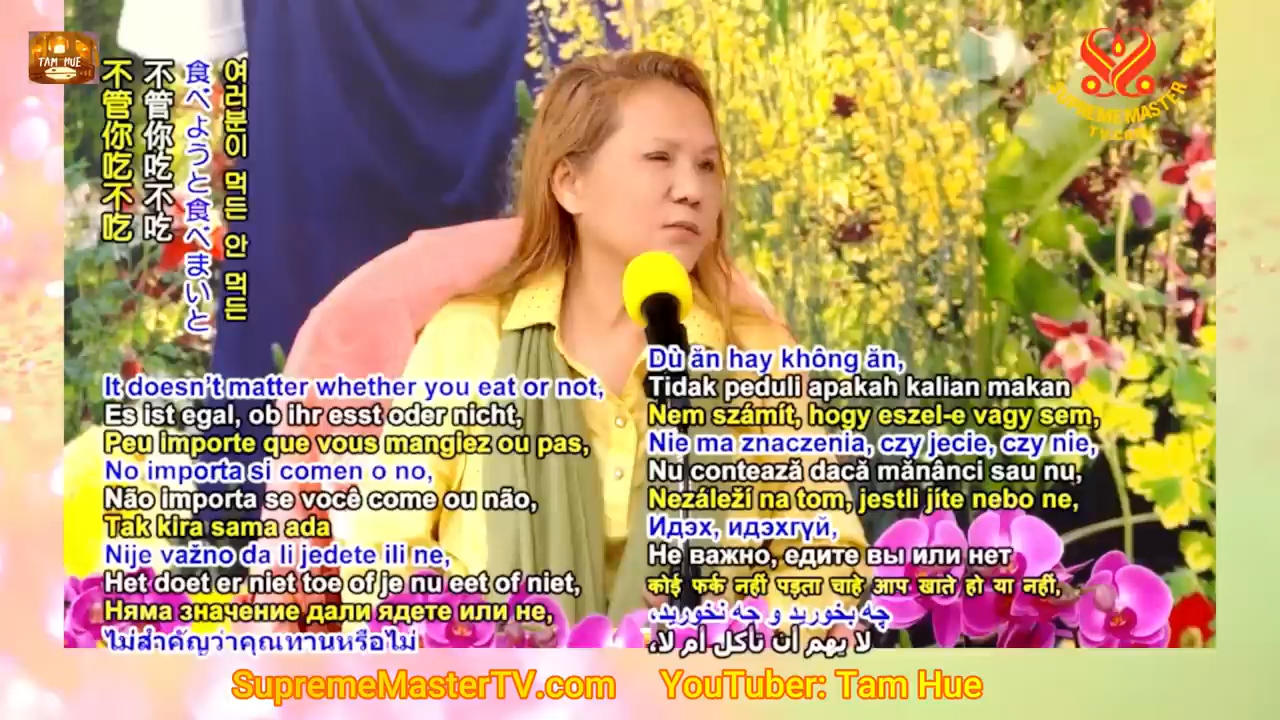 TAM HUE
SUPREME MASTER
TV.com
不管你吃不吃
不管你吃不吃
食べようと食べまいと
여러분이 먹든 안 먹든
It doesn't matter whether you eat or not,
Es ist egal, ob ihr esst oder nicht,
Peu importe que vous mangiez ou pas,
No importa si comen o no,
Não importa se você come ou não,
Tak kira sama ada
Nije važno da li jedete ili ne,
Het doet er niet toe of je nu eet of niet,
Няма значение дали ядете или не,
ไม่สำคัญว่าคุณทานหรือไม่
Dù ăn hay không ăn,
Tidak peduli apakah kalian makan
Nem számít, hogy eszel-e vagy sem,
Nie ma znaczenia, czy jecie, czy nie,
Nu contează dacă mănânci sau nu,
Nezáleží na tom, jestli jíte nebo ne,
Идэх, идэхгүй,
Не важно, едите вы или нет
कोई फर्क नहीं पड़ता चाहे आप खाते हो या नहीं,
چه بخورید و چه نخورید،
لا يهم أن تأكل أم لا،
SupremeMasterTV.com YouTuber: Tam Hue